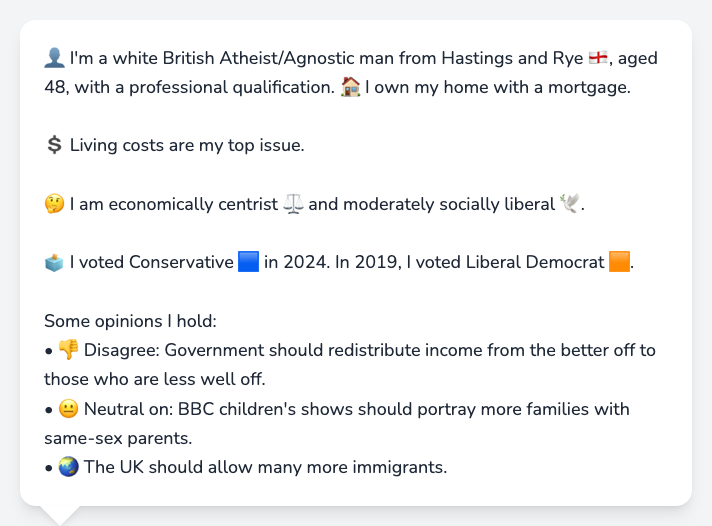 👤 I'm a white British Atheist/Agnostic man from Hastings and Rye 🏴󠁧󠁢󠁥󠁮󠁧󠁿, aged
48, with a professional qualification. 🏠 I own my home with a mortgage.
💲 Living costs are my top issue.
🤔 I am economically centrist ⚖️ and moderately socially liberal 🕊️.
🗳️ I voted Conservative 🟦 in 2024. In 2019, I voted Liberal Democrat 🟧.
Some opinions I hold:
• 👎 Disagree: Government should redistribute income from the better off to
those who are less well off.
• 😐 Neutral on: BBC children's shows should portray more families with
same-sex parents.
• 🌏 The UK should allow many more immigrants.